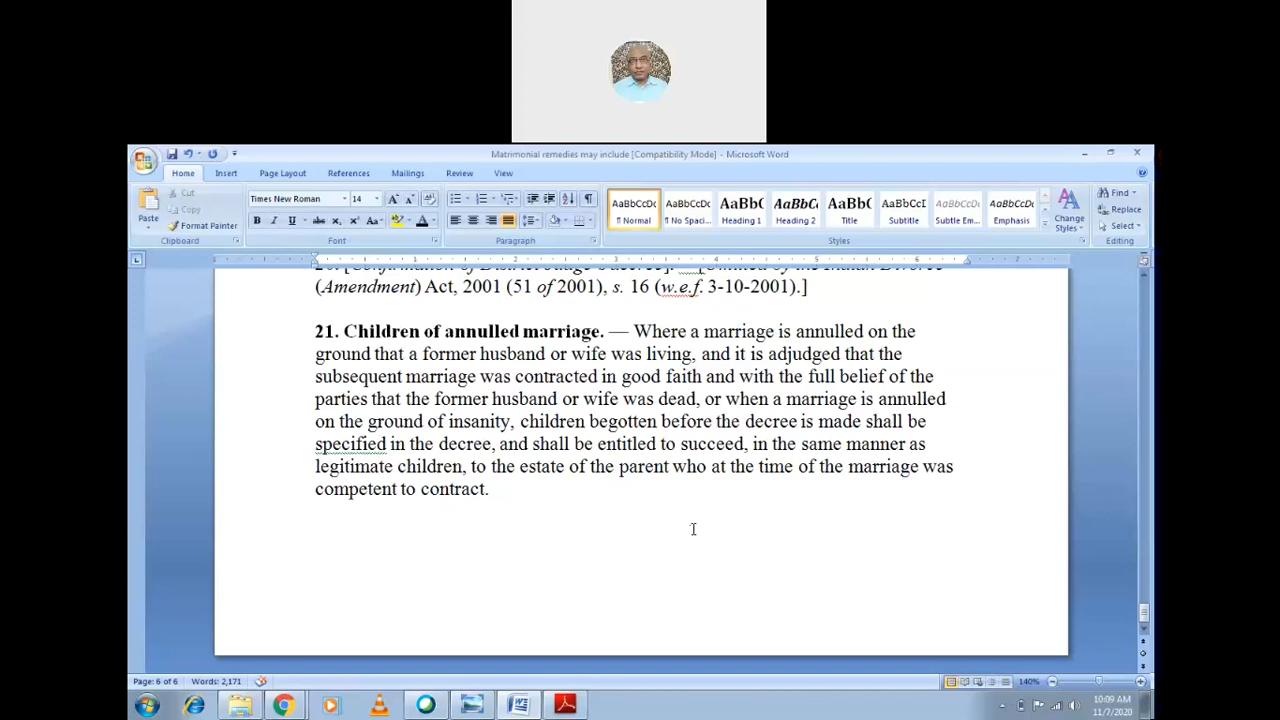 Matrimonial remedies may include [Compatibility Mode] - Microsoft Word
Home Insert Page Layout References Mailings Review View
Paste
Cut
Copy
Format Painter
Clipboard
Times New Roman 14
B I U abc x₂ x² Aa A
Font
Paragraph
AaBbCcDc AaBbCcDc AaBbC AaBbC AaBb( AaBbCcI AaBbCcDc AaBbCcDc
¶ Normal ¶ No Spaci... Heading 1 Heading 2 Title Subtitle Subtle Em... Emphasis
Styles
Change Styles
Find
Replace
Select
Editing
(Amendment) Act, 2001 (51 of 2001), s. 16 (w.e.f. 3-10-2001).]
21. Children of annulled marriage. — Where a marriage is annulled on the
ground that a former husband or wife was living, and it is adjudged that the
subsequent marriage was contracted in good faith and with the full belief of the
parties that the former husband or wife was dead, or when a marriage is annulled
on the ground of insanity, children begotten before the decree is made shall be
specified in the decree, and shall be entitled to succeed, in the same manner as
legitimate children, to the estate of the parent who at the time of the marriage was
competent to contract.
Page: 6 of 6 Words: 2,171 140%
10:09 AM
11/7/2020